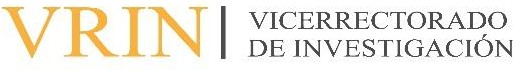 VRIN | VICERRECTORADO
DE INVESTIGACIÓN